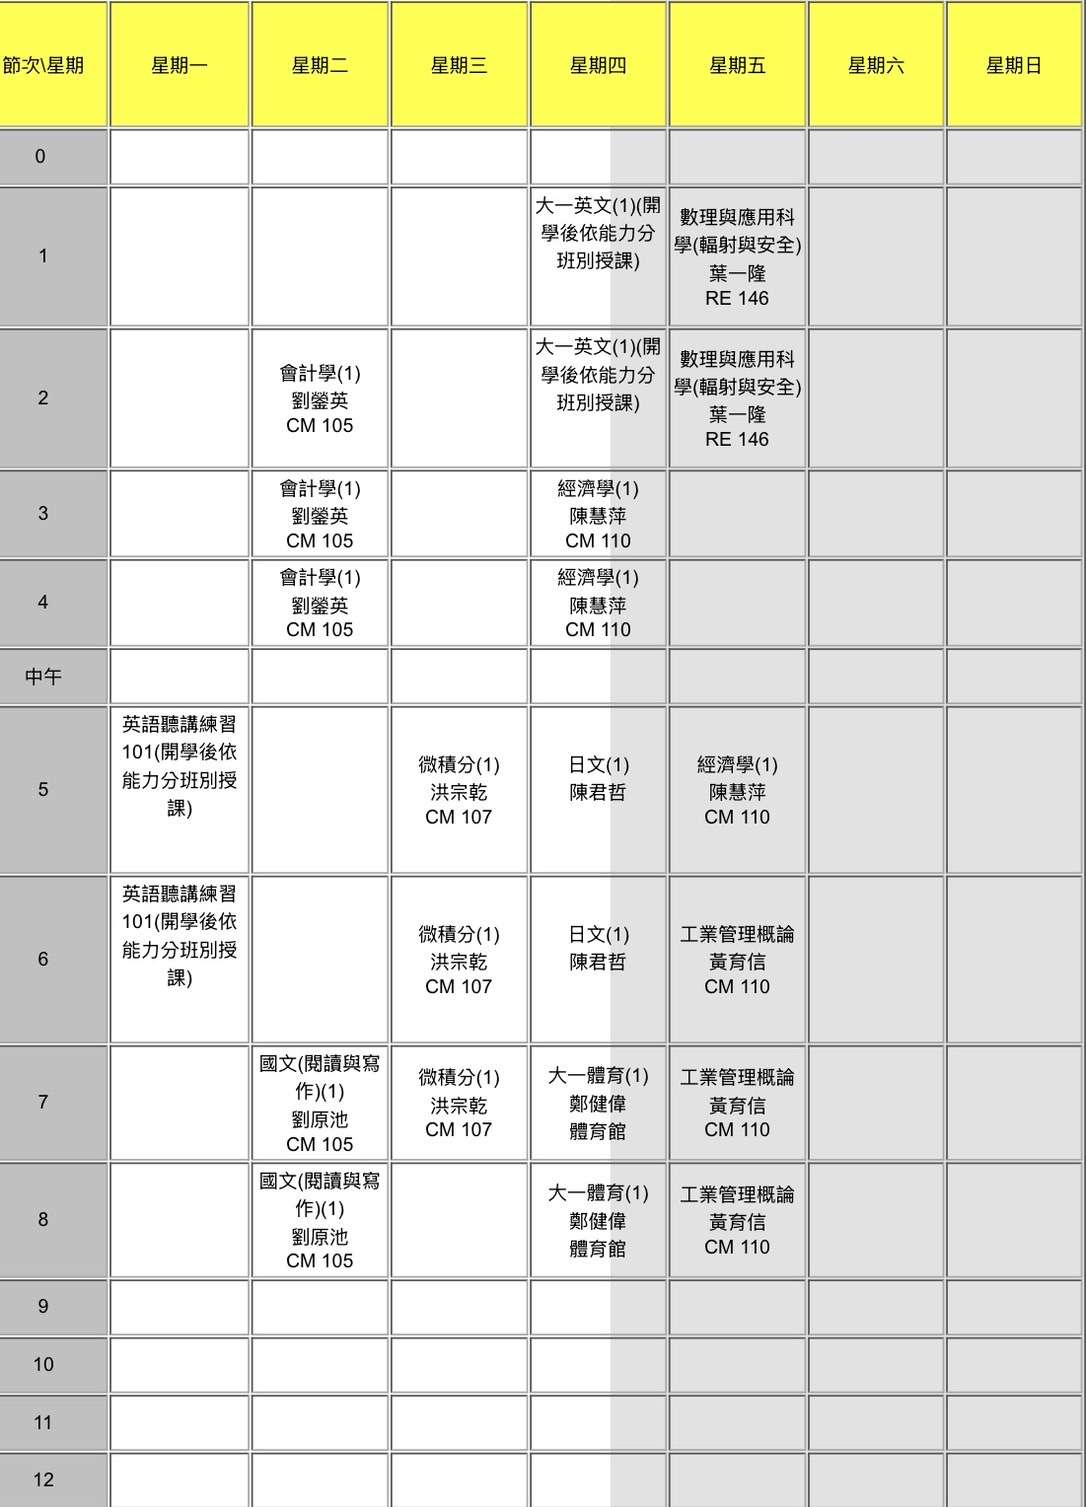 節次\星期 星期一 星期二 星期三 星期四 星期五 星期六 星期日
0
1
大一英文(1)(開
學後依能力分
班別授課)
數理與應用科
學(輻射與安全)
葉一隆
RE 146
2
會計學(1)
劉鎣英
CM 105
大一英文(1)(開
學後依能力分
班別授課)
數理與應用科
學(輻射與安全)
葉一隆
RE 146
3
會計學(1)
劉鎣英
CM 105
經濟學(1)
陳慧萍
CM 110
4
會計學(1)
劉鎣英
CM 105
經濟學(1)
陳慧萍
CM 110
中午
5
英語聽講練習
101(開學後依
能力分班別授
課)
微積分(1)
洪宗乾
CM 107
日文(1)
陳君哲
經濟學(1)
陳慧萍
CM 110
6
英語聽講練習
101(開學後依
能力分班別授
課)
微積分(1)
洪宗乾
CM 107
日文(1)
陳君哲
工業管理概論
黃育信
CM 110
7
國文(閱讀與寫
作)(1)
劉原池
CM 105
微積分(1)
洪宗乾
CM 107
大一體育(1)
鄭健偉
體育館
工業管理概論
黃育信
CM 110
8
國文(閱讀與寫
作)(1)
劉原池
CM 105
大一體育(1)
鄭健偉
體育館
工業管理概論
黃育信
CM 110
9
10
11
12